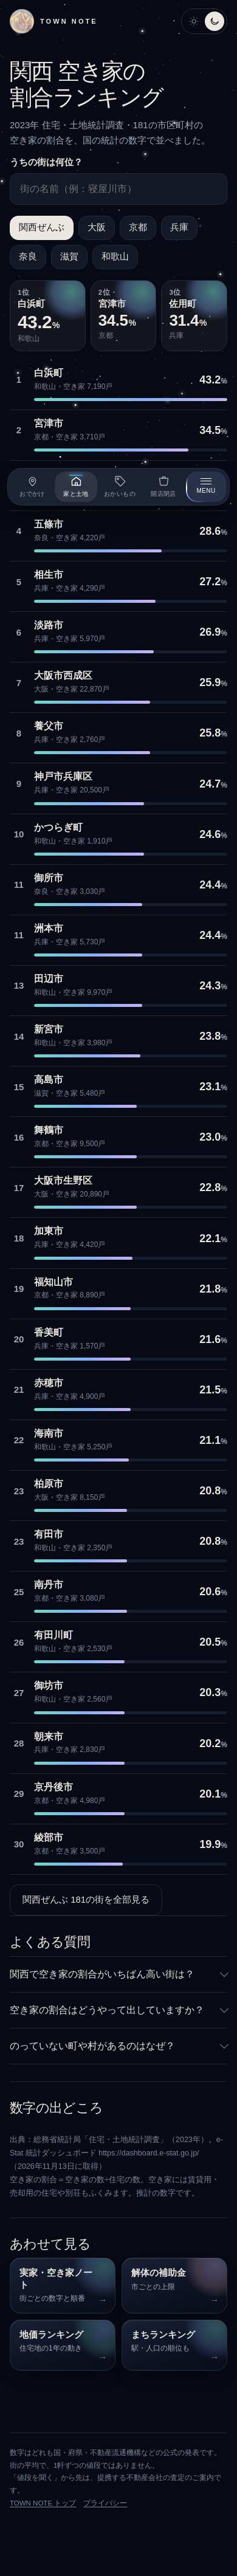 TOWN NOTE
関西 空き家の
割合ランキング
2023年 住宅・土地統計調査・181の市区町村の
空き家の割合を、国の統計の数字で並べました。
うちの街は何位？
街の名前（例：寝屋川市）
関西ぜんぶ 大阪 京都 兵庫
奈良 滋賀 和歌山
1位
白浜町
43.2%
和歌山
2位
宮津市
34.5%
京都
3位
佐用町
31.4%
兵庫
1 白浜町 43.2%
和歌山・空き家 7,190戸
2 宮津市 34.5%
京都・空き家 3,710戸
おでかけ 家と土地 おかいもの 開店閉店 MENU
4 五條市 28.6%
奈良・空き家 4,220戸
5 相生市 27.2%
兵庫・空き家 4,290戸
6 淡路市 26.9%
兵庫・空き家 5,970戸
7 大阪市西成区 25.9%
大阪・空き家 22,870戸
8 養父市 25.8%
兵庫・空き家 2,760戸
9 神戸市兵庫区 24.7%
兵庫・空き家 20,500戸
10 かつらぎ町 24.6%
和歌山・空き家 1,910戸
11 御所市 24.4%
奈良・空き家 3,030戸
11 洲本市 24.4%
兵庫・空き家 5,730戸
13 田辺市 24.3%
和歌山・空き家 9,970戸
14 新宮市 23.8%
和歌山・空き家 3,980戸
15 高島市 23.1%
滋賀・空き家 5,480戸
16 舞鶴市 23.0%
京都・空き家 9,500戸
17 大阪市生野区 22.8%
大阪・空き家 20,890戸
18 加東市 22.1%
兵庫・空き家 4,420戸
19 福知山市 21.8%
京都・空き家 8,890戸
20 香美町 21.6%
兵庫・空き家 1,570戸
21 赤穂市 21.5%
兵庫・空き家 4,900戸
22 海南市 21.1%
和歌山・空き家 5,250戸
23 柏原市 20.8%
大阪・空き家 8,150戸
23 有田市 20.8%
和歌山・空き家 2,350戸
25 南丹市 20.6%
京都・空き家 3,080戸
26 有田川町 20.5%
和歌山・空き家 2,530戸
27 御坊市 20.3%
和歌山・空き家 2,560戸
28 朝来市 20.2%
兵庫・空き家 2,830戸
29 京丹後市 20.1%
京都・空き家 4,980戸
30 綾部市 19.9%
京都・空き家 3,500戸
関西ぜんぶ 181の街を全部見る
よくある質問
関西で空き家の割合がいちばん高い街は？
空き家の割合はどうやって出していますか？
のっていない町や村があるのはなぜ？
数字の出どころ
出典：総務省統計局「住宅・土地統計調査」（2023年）。e-
Stat 統計ダッシュボード https://dashboard.e-stat.go.jp/
（2026年11月13日に取得）
空き家の割合＝空き家の数÷住宅の数。空き家には賃貸用・
売却用の住宅や別荘もふくみます。推計の数字です。
あわせて見る
実家・空き家ノー
ト
街ごとの数字と順番
→
解体の補助金
市ごとの上限
→
地価ランキング
住宅地の1年の動き
→
まちランキング
駅・人口の順位も
→
数字はどれも国・府県・不動産流通機構などの公式の発表です。
街の平均で、1軒ずつの値段ではありません。
「値段を聞く」から先は、提携する不動産会社の査定のご案内で
す。
TOWN NOTE トップ プライバシー